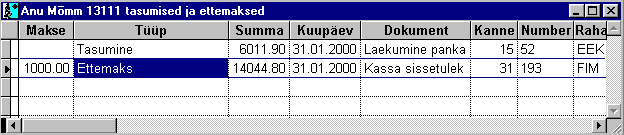 Anu Mõmm 13111 tasumised ja ettemaksed
Makse Tüüp Summa Kuupäev Dokument Kanne Number Raha
Tasumine 6011.90 31.01.2000 Laekumine panka 15 52 EEK
1000.00 Ettemaks 14044.80 31.01.2000 Kassa sissetulek 31 193 FIM